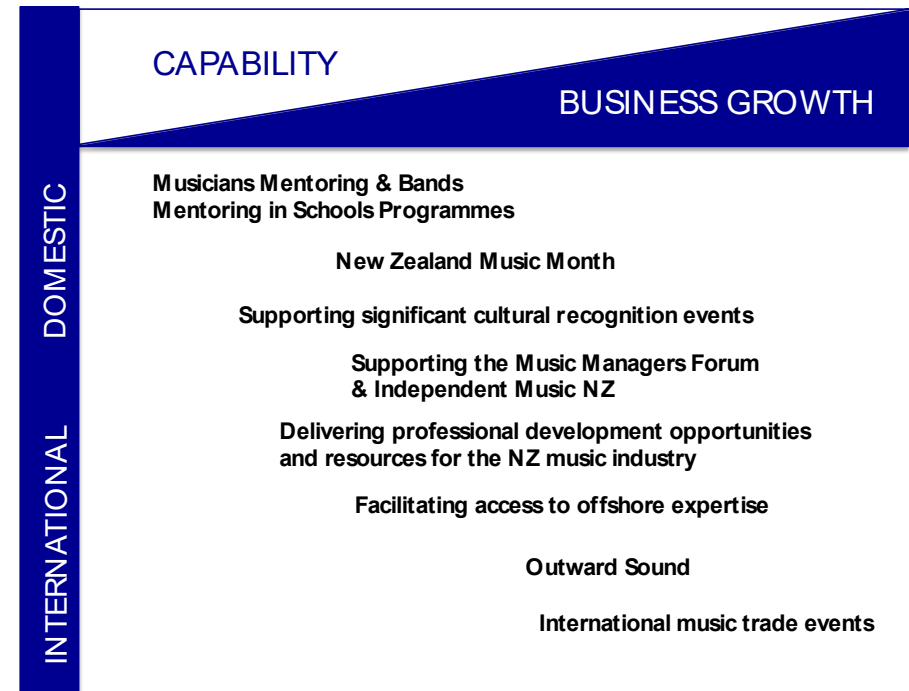 CAPABILITY
BUSINESS GROWTH
DOMESTIC
INTERNATIONAL
Musicians Mentoring & Bands
Mentoring in Schools Programmes
New Zealand Music Month
Supporting significant cultural recognition events
Supporting the Music Managers Forum
& Independent Music NZ
Delivering professional development opportunities
and resources for the NZ music industry
Facilitating access to offshore expertise
Outward Sound
International music trade events